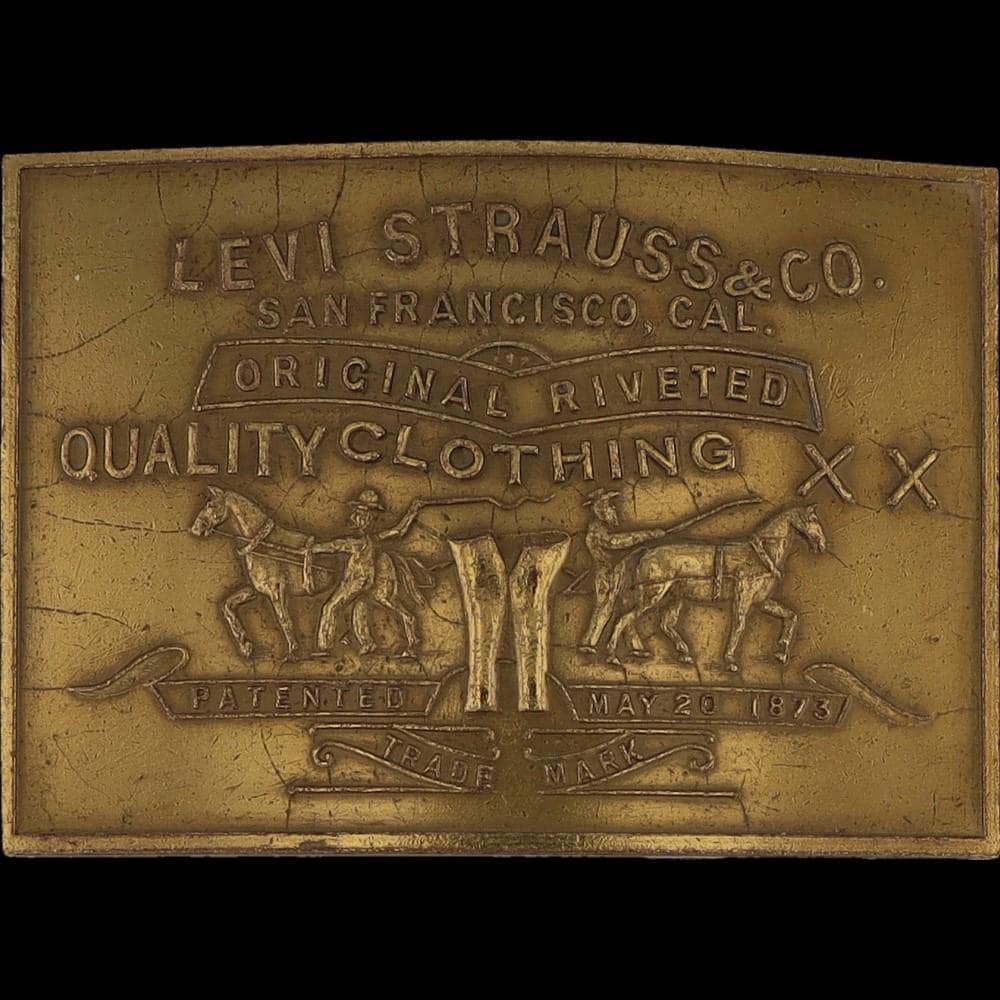 LEVI STRAUSS & CO.
SAN FRANCISCO, CAL.
ORIGINAL RIVETED
QUALITY CLOTHING XX
PATENTED MAY 20 1873
TRADE MARK